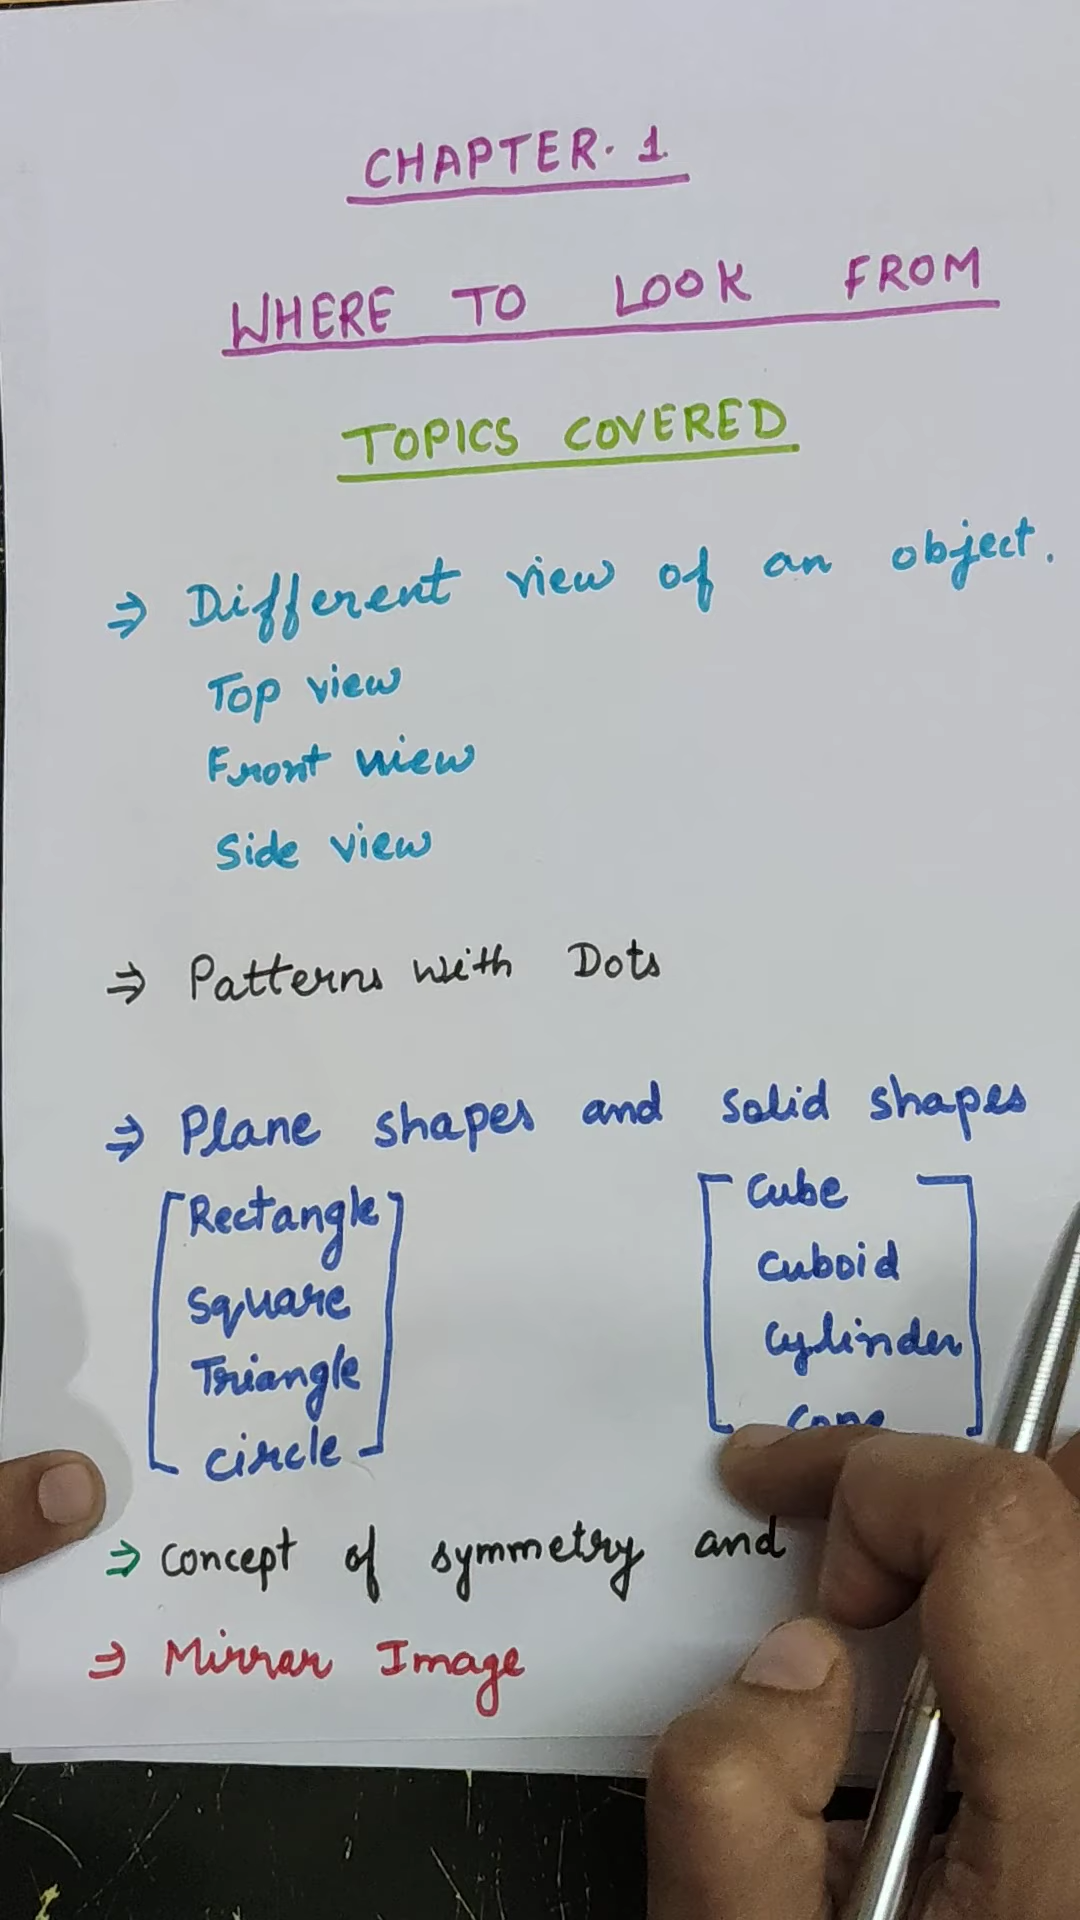 CHAPTER. 1
WHERE TO LOOK FROM
TOPICS COVERED
⇒ Different view of an object.
Top view
Front view
Side view
⇒ Patterns with Dots
⇒ Plane shapes and solid shapes
Rectangle Cube
Square Cuboid
Triangle Cylinder
circle
⇒ concept of symmetry and
⇒ Mirrar Image